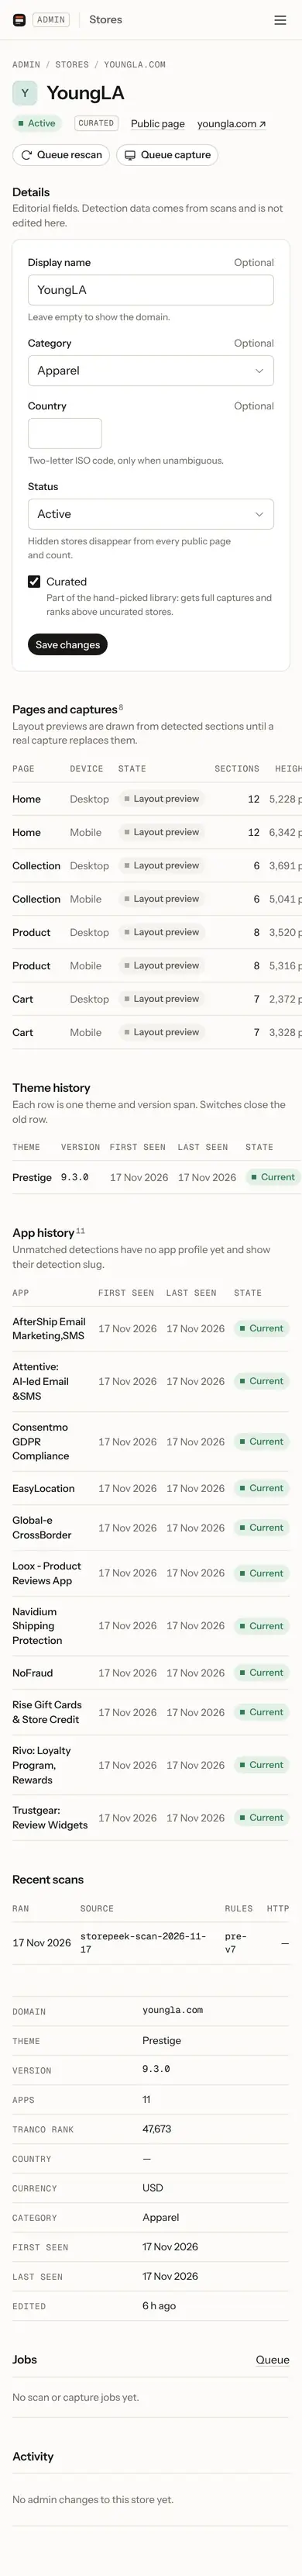 ADMIN Stores
ADMIN / STORES / YOUNGLA.COM
Y YoungLA
Active CURATED Public page youngla.com ↗
Queue rescan Queue capture
Details
Editorial fields. Detection data comes from scans and is not
edited here.
Display name Optional
YoungLA
Leave empty to show the domain.
Category Optional
Apparel
Country Optional
Two-letter ISO code, only when unambiguous.
Status
Active
Hidden stores disappear from every public page
and count.
Curated
Part of the hand-picked library: gets full captures and
ranks above uncurated stores.
Save changes
Pages and captures 8
Layout previews are drawn from detected sections until a
real capture replaces them.
PAGE DEVICE STATE SECTIONS HEIGH
Home Desktop Layout preview 12 5,228 p
Home Mobile Layout preview 12 6,342 p
Collection Desktop Layout preview 6 3,691 p
Collection Mobile Layout preview 6 5,041 p
Product Desktop Layout preview 8 3,520 p
Product Mobile Layout preview 8 5,316 p
Cart Desktop Layout preview 7 2,372 p
Cart Mobile Layout preview 7 3,328 p
Theme history
Each row is one theme and version span. Switches close the
old row.
THEME VERSION FIRST SEEN LAST SEEN STATE
Prestige 9.3.0 17 Nov 2026 17 Nov 2026 Current
App history 11
Unmatched detections have no app profile yet and show
their detection slug.
APP FIRST SEEN LAST SEEN STATE
AfterShip Email
Marketing,SMS 17 Nov 2026 17 Nov 2026 Current
Attentive:
AI-led Email 17 Nov 2026 17 Nov 2026 Current
&SMS
Consentmo
GDPR 17 Nov 2026 17 Nov 2026 Current
Compliance
EasyLocation 17 Nov 2026 17 Nov 2026 Current
Global-e
CrossBorder 17 Nov 2026 17 Nov 2026 Current
Loox - Product
Reviews App 17 Nov 2026 17 Nov 2026 Current
Navidium
Shipping 17 Nov 2026 17 Nov 2026 Current
Protection
NoFraud 17 Nov 2026 17 Nov 2026 Current
Rise Gift Cards
& Store Credit 17 Nov 2026 17 Nov 2026 Current
Rivo: Loyalty
Program, 17 Nov 2026 17 Nov 2026 Current
Rewards
Trustgear:
Review Widgets 17 Nov 2026 17 Nov 2026 Current
Recent scans
RAN SOURCE RULES HTTP
17 Nov 2026 storepeek-scan-2026-11- pre- —
17 v7
DOMAIN youngla.com
THEME Prestige
VERSION 9.3.0
APPS 11
TRANCO RANK 47,673
COUNTRY —
CURRENCY USD
CATEGORY Apparel
FIRST SEEN 17 Nov 2026
LAST SEEN 17 Nov 2026
EDITED 6 h ago
Jobs Queue
No scan or capture jobs yet.
Activity
No admin changes to this store yet.